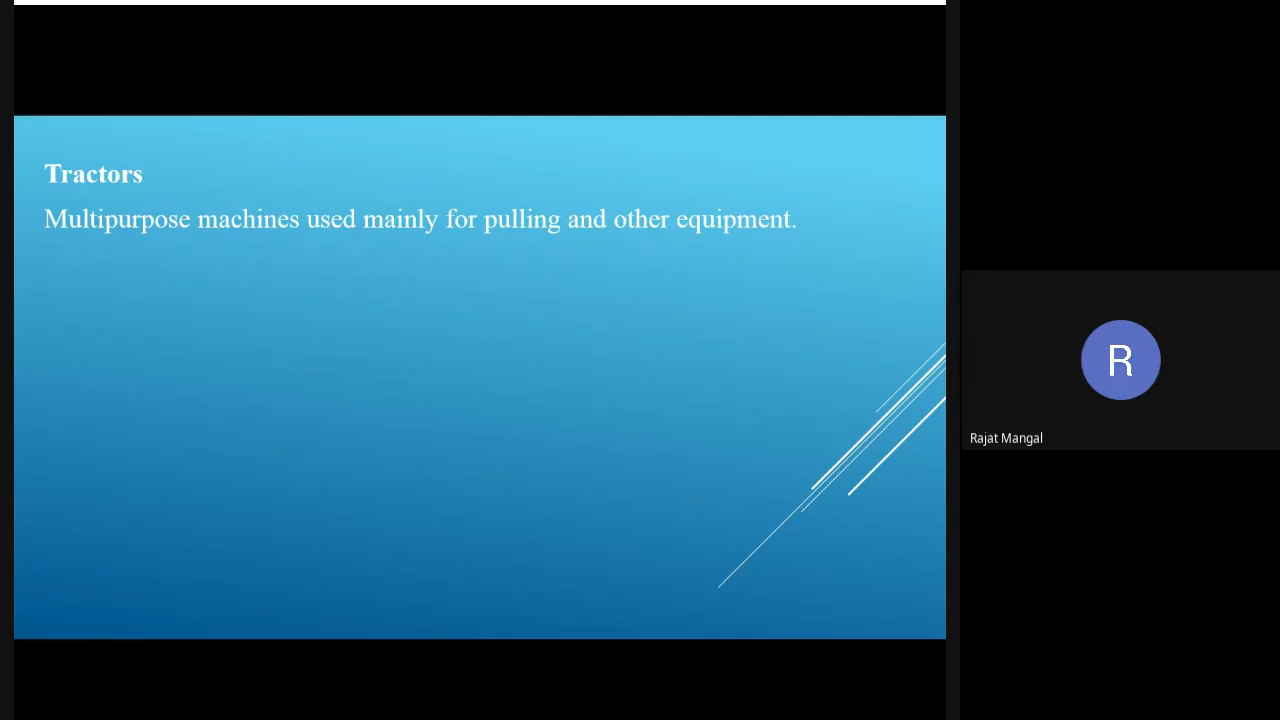 Tractors
Multipurpose machines used mainly for pulling and other equipment.
R
Rajat Mangal